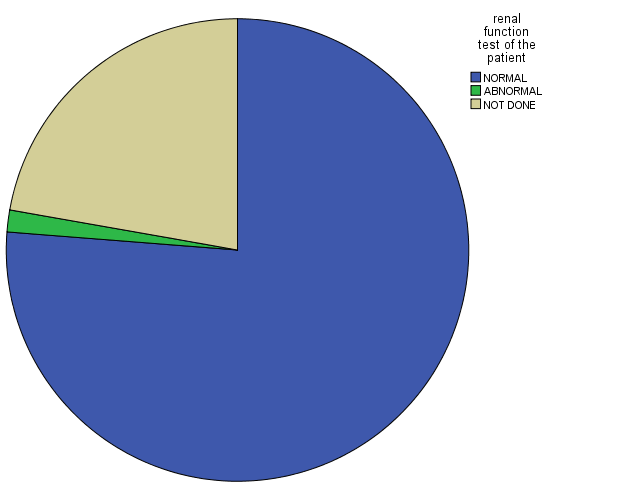 renal
function
test of the
patient
NORMAL
ABNORMAL
NOT DONE